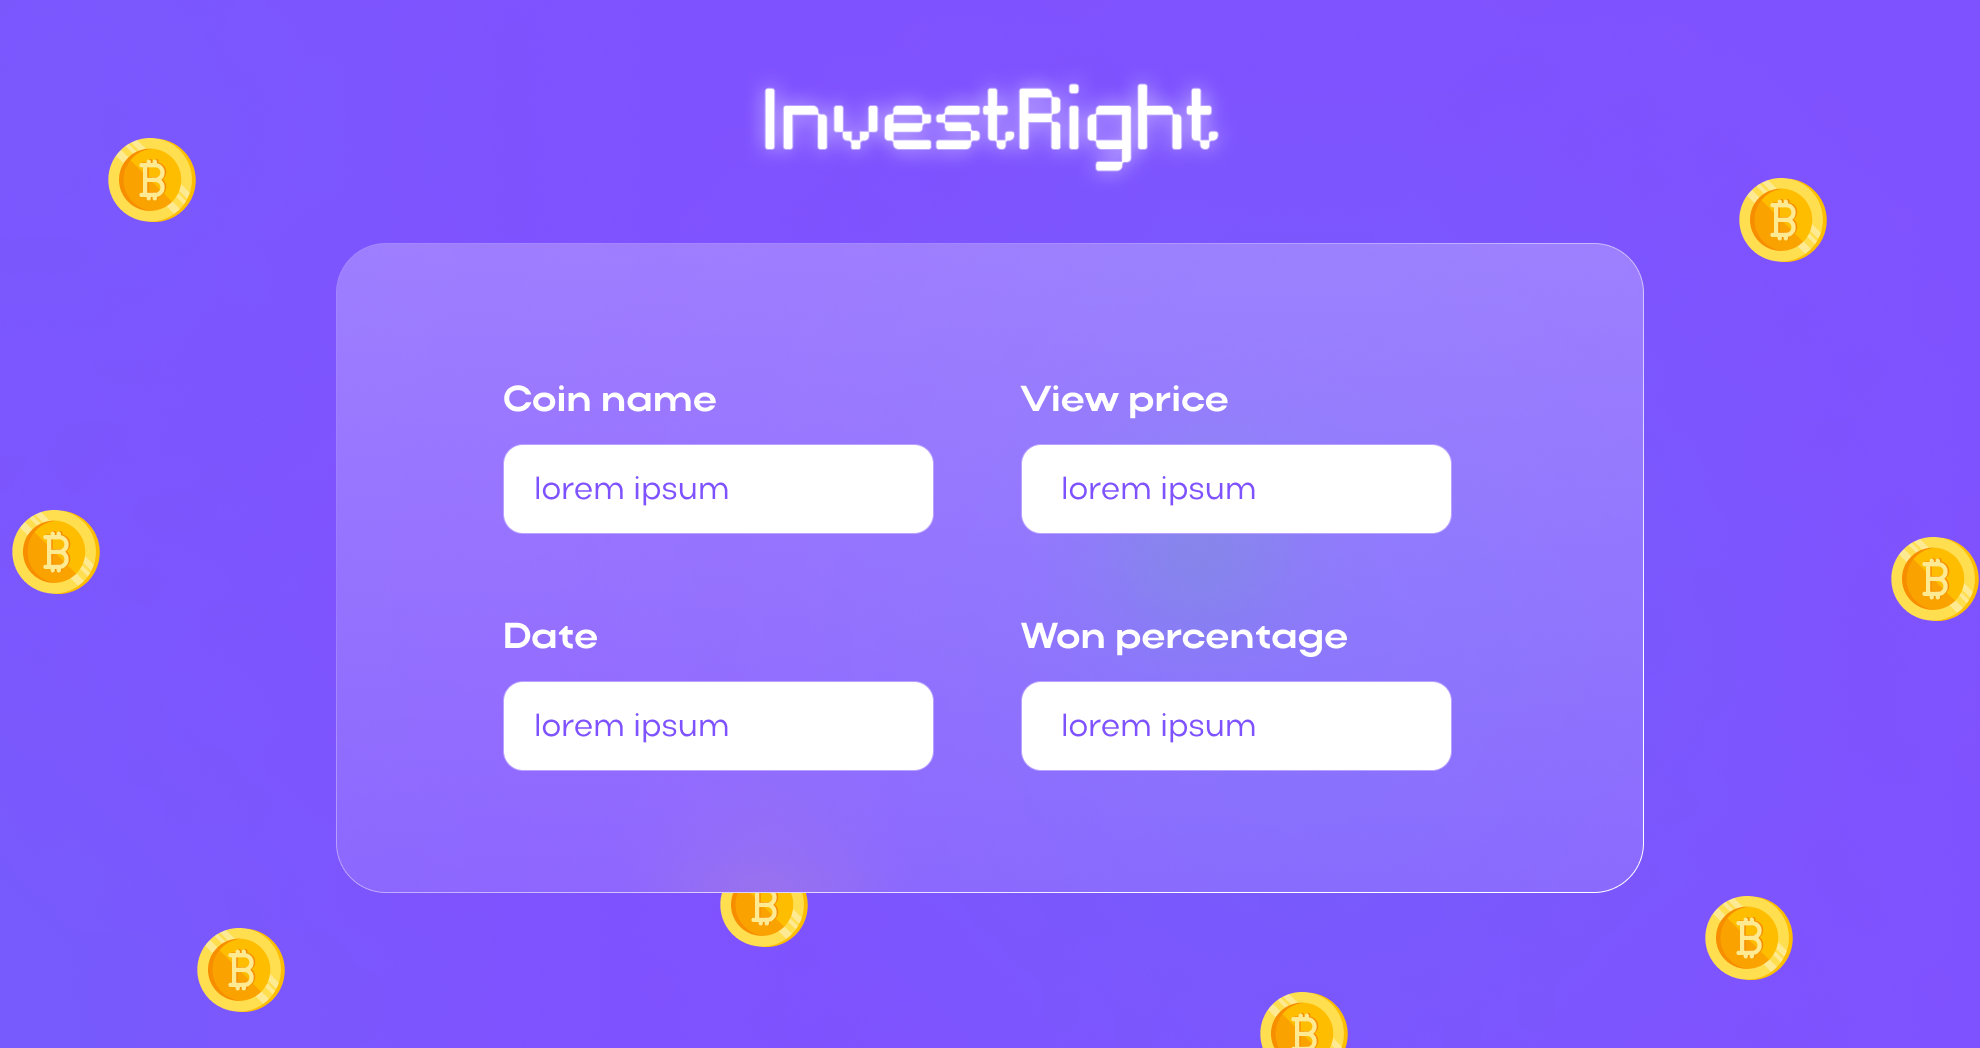 InvestRight
Coin name
View price
lorem ipsum
lorem ipsum
Date
Won percentage
lorem ipsum
lorem ipsum